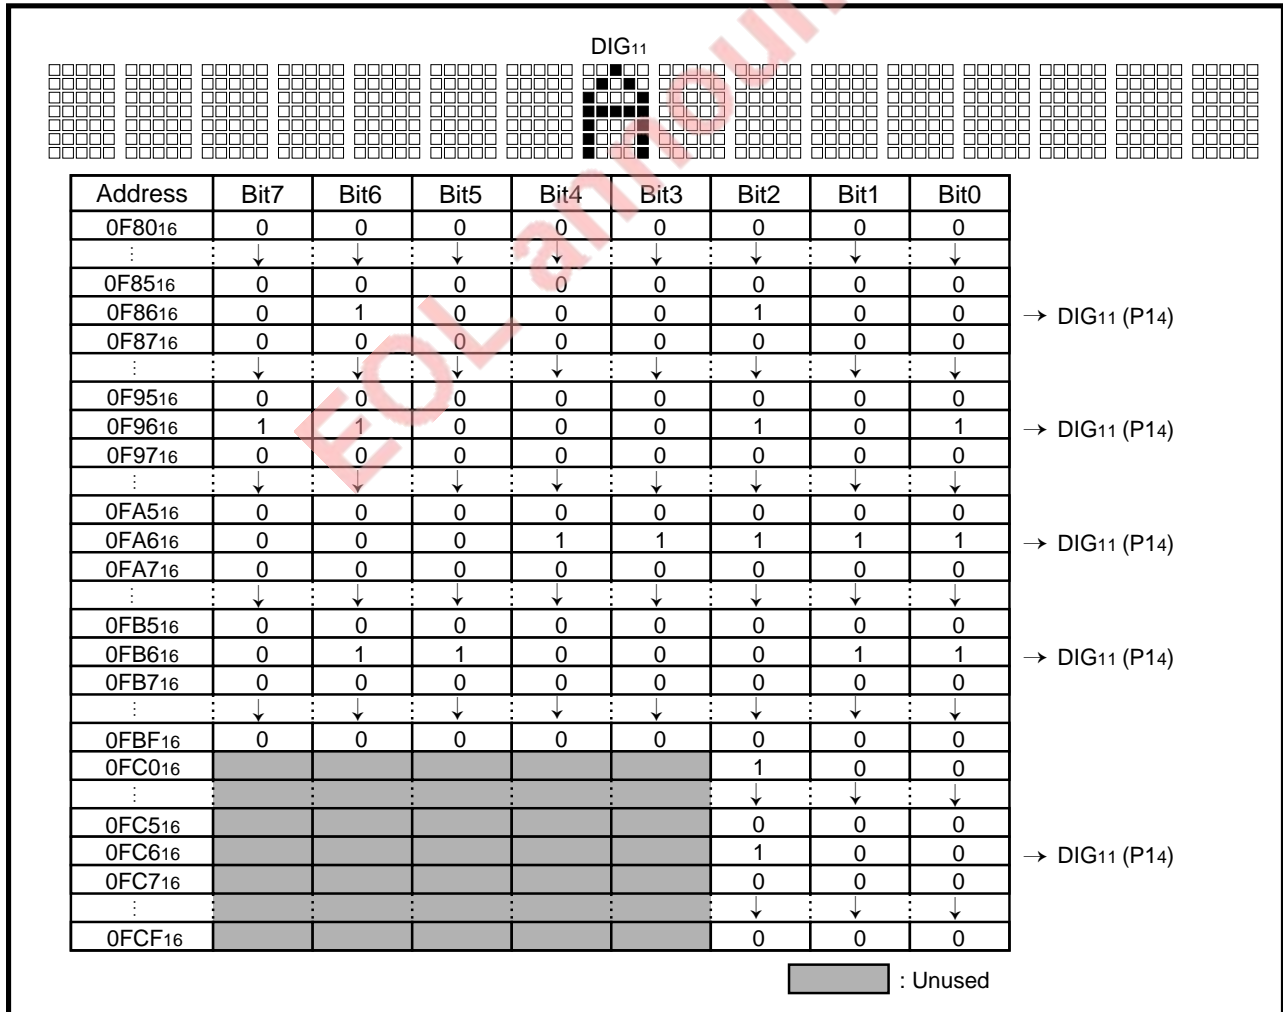 DIG11
Address Bit7 Bit6 Bit5 Bit4 Bit3 Bit2 Bit1 Bit0
0F8016 0 0 0 0 0 0 0 0
⋮ ↓ ↓ ↓ ↓ ↓ ↓ ↓ ↓
0F8516 0 0 0 0 0 0 0 0
0F8616 0 1 0 0 0 1 0 0 → DIG11 (P14)
0F8716 0 0 0 0 0 0 0 0
⋮ ↓ ↓ ↓ ↓ ↓ ↓ ↓ ↓
0F9516 0 0 0 0 0 0 0 0
0F9616 1 1 0 0 0 1 0 1 → DIG11 (P14)
0F9716 0 0 0 0 0 0 0 0
⋮ ↓ ↓ ↓ ↓ ↓ ↓ ↓ ↓
0FA516 0 0 0 0 0 0 0 0
0FA616 0 0 0 1 1 1 1 1 → DIG11 (P14)
0FA716 0 0 0 0 0 0 0 0
⋮ ↓ ↓ ↓ ↓ ↓ ↓ ↓ ↓
0FB516 0 0 0 0 0 0 0 0
0FB616 0 1 1 0 0 0 1 1 → DIG11 (P14)
0FB716 0 0 0 0 0 0 0 0
⋮ ↓ ↓ ↓ ↓ ↓ ↓ ↓ ↓
0FBF16 0 0 0 0 0 0 0 0
0FC016 1 0 0
⋮ ↓ ↓ ↓
0FC516 0 0 0
0FC616 1 0 0 → DIG11 (P14)
0FC716 0 0 0
⋮ ↓ ↓ ↓
0FCF16 0 0 0
: Unused
EOL